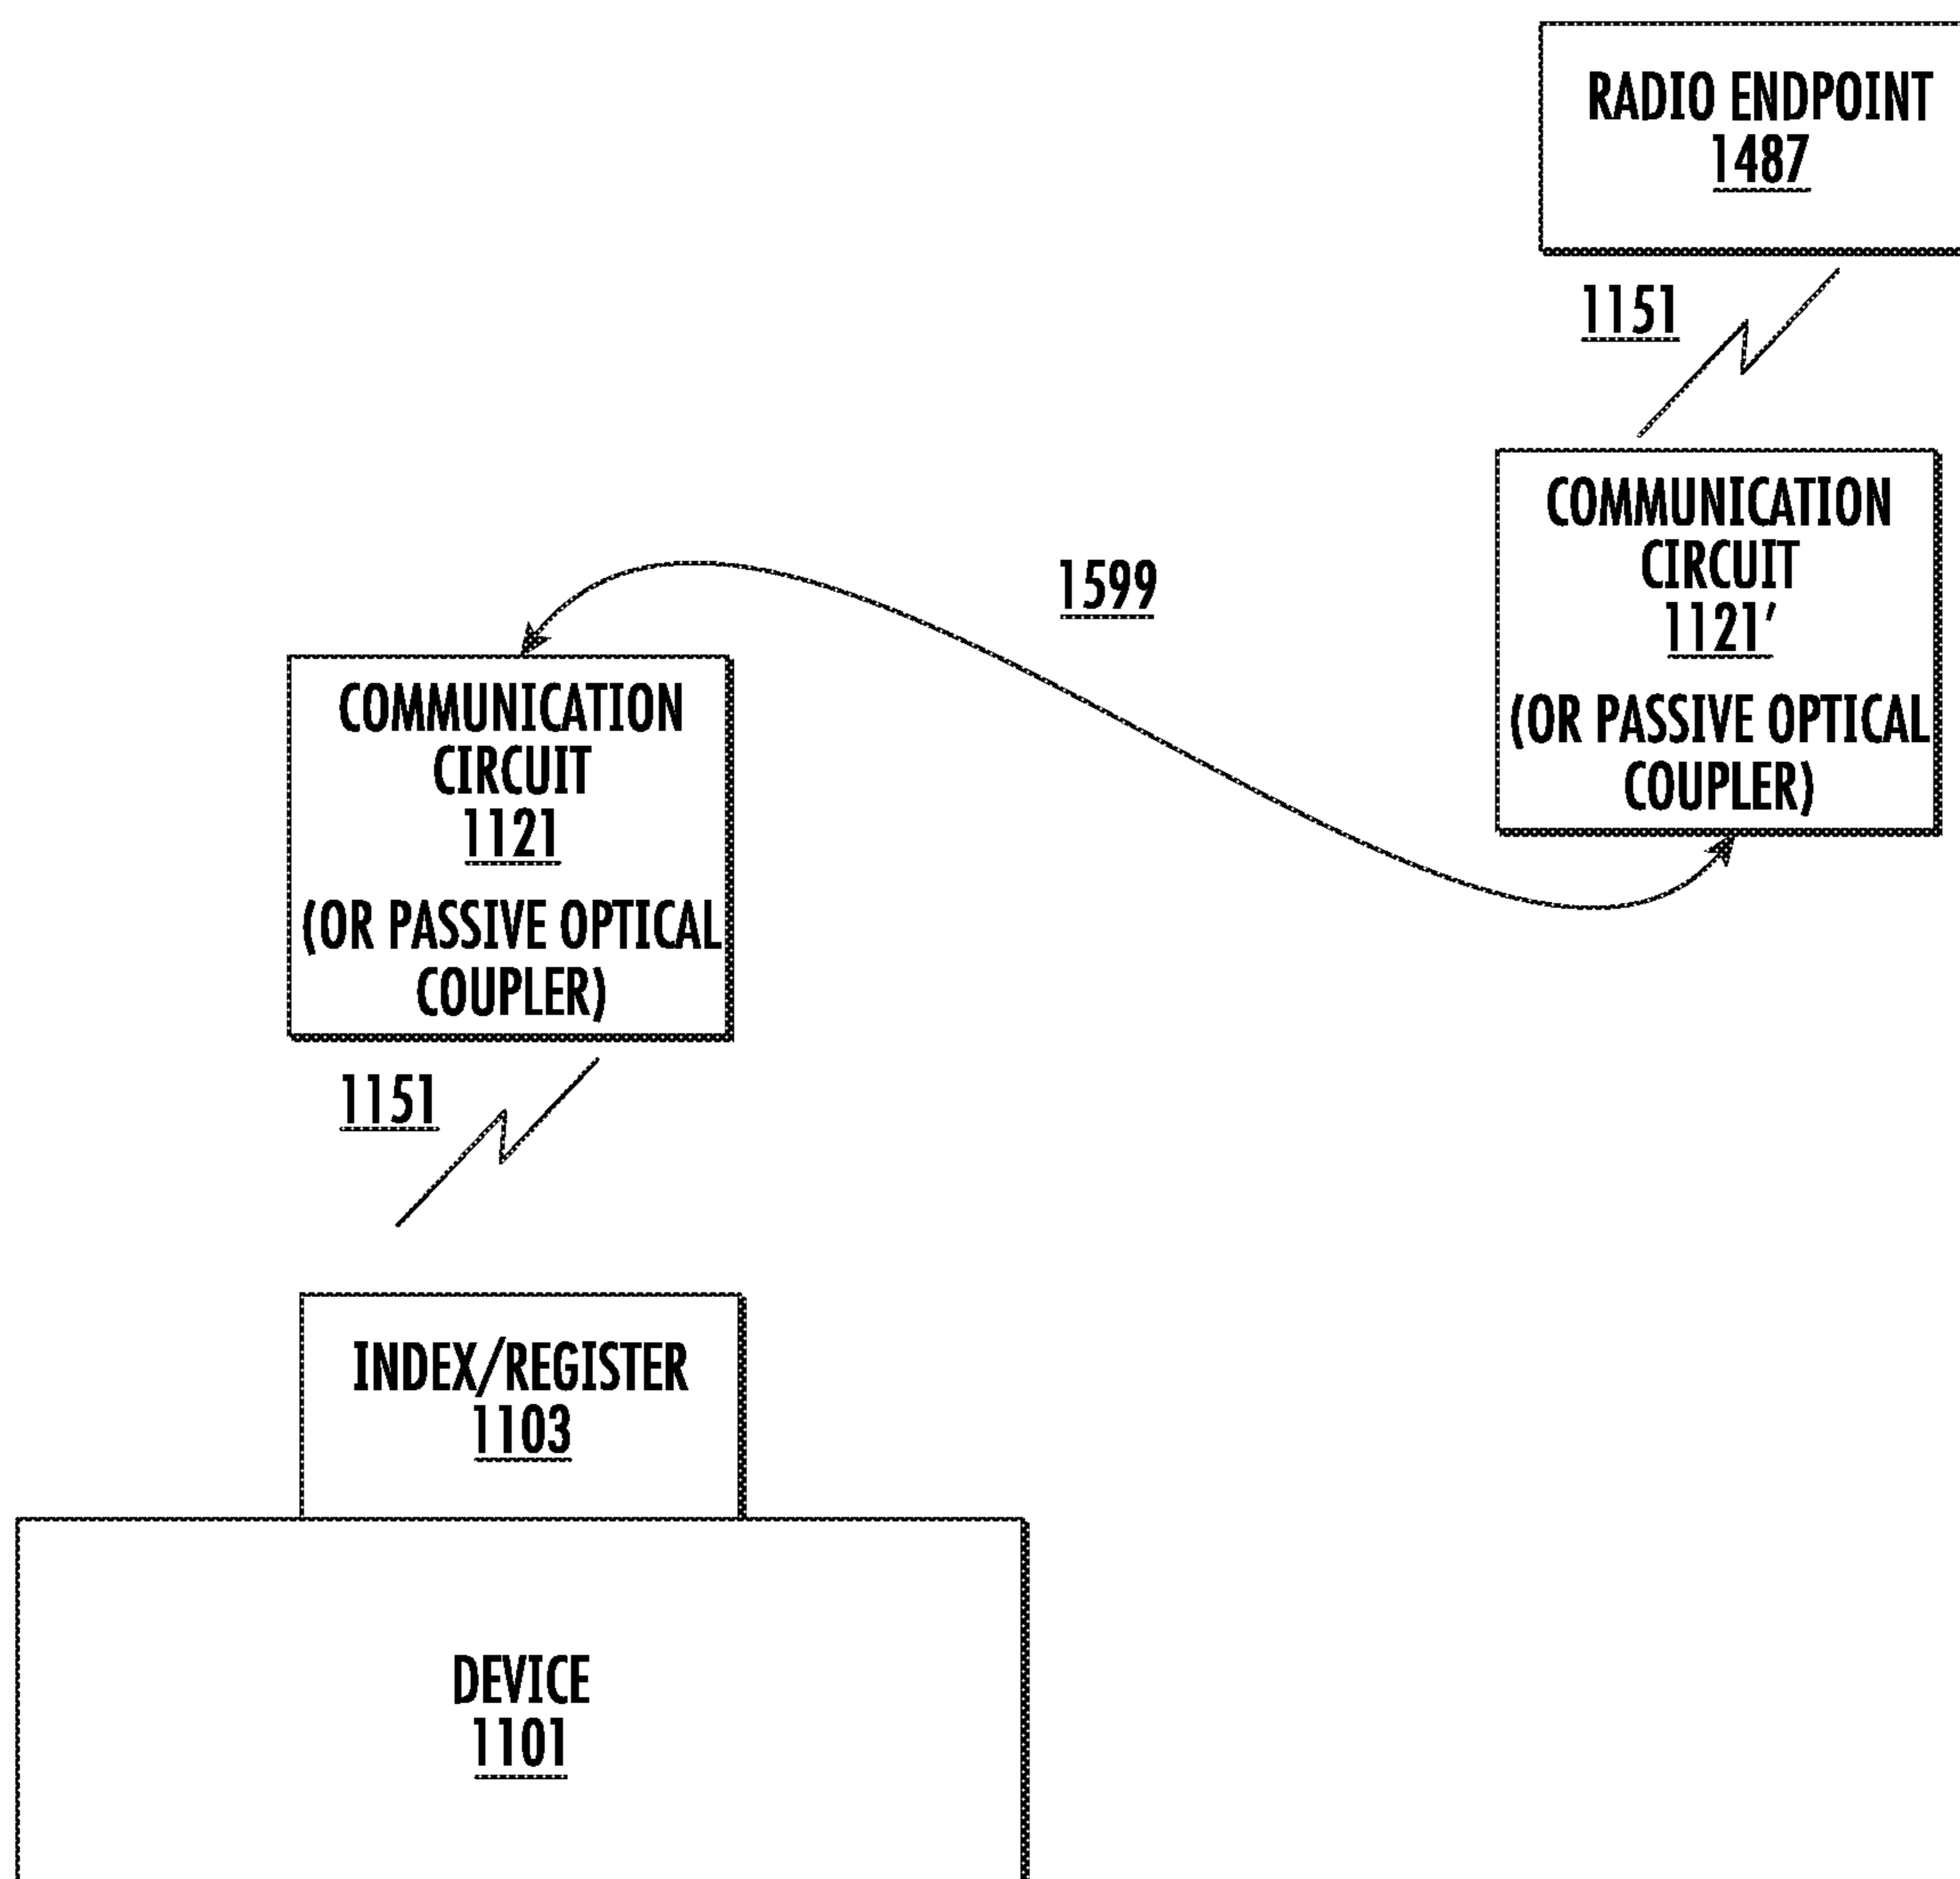 RADIO ENDPOINT
1487
1151
COMMUNICATION
CIRCUIT
1121'
(OR PASSIVE OPTICAL
COUPLER)
1599
COMMUNICATION
CIRCUIT
1121
(OR PASSIVE OPTICAL
COUPLER)
1151
INDEX/REGISTER
1103
DEVICE
1101